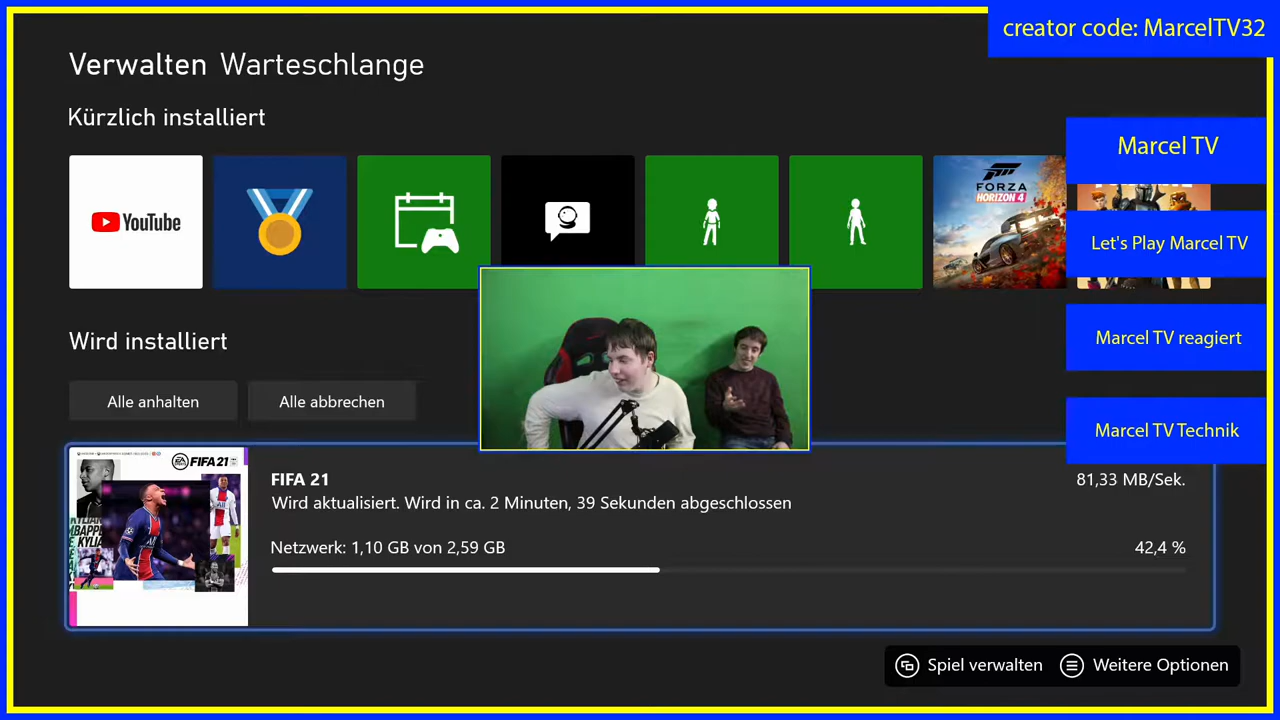 creator code: MarcelTV32
Verwalten Warteschlange
Kürzlich installiert
Marcel TV
YouTube
FORZA
HORIZON 4
Let's Play Marcel TV
Wird installiert
Marcel TV reagiert
Alle anhalten
Alle abbrechen
Marcel TV Technik
FIFA 21
FIFA 21
81,33 MB/Sek.
Wird aktualisiert. Wird in ca. 2 Minuten, 39 Sekunden abgeschlossen
Netzwerk: 1,10 GB von 2,59 GB
42,4 %
Spiel verwalten
Weitere Optionen